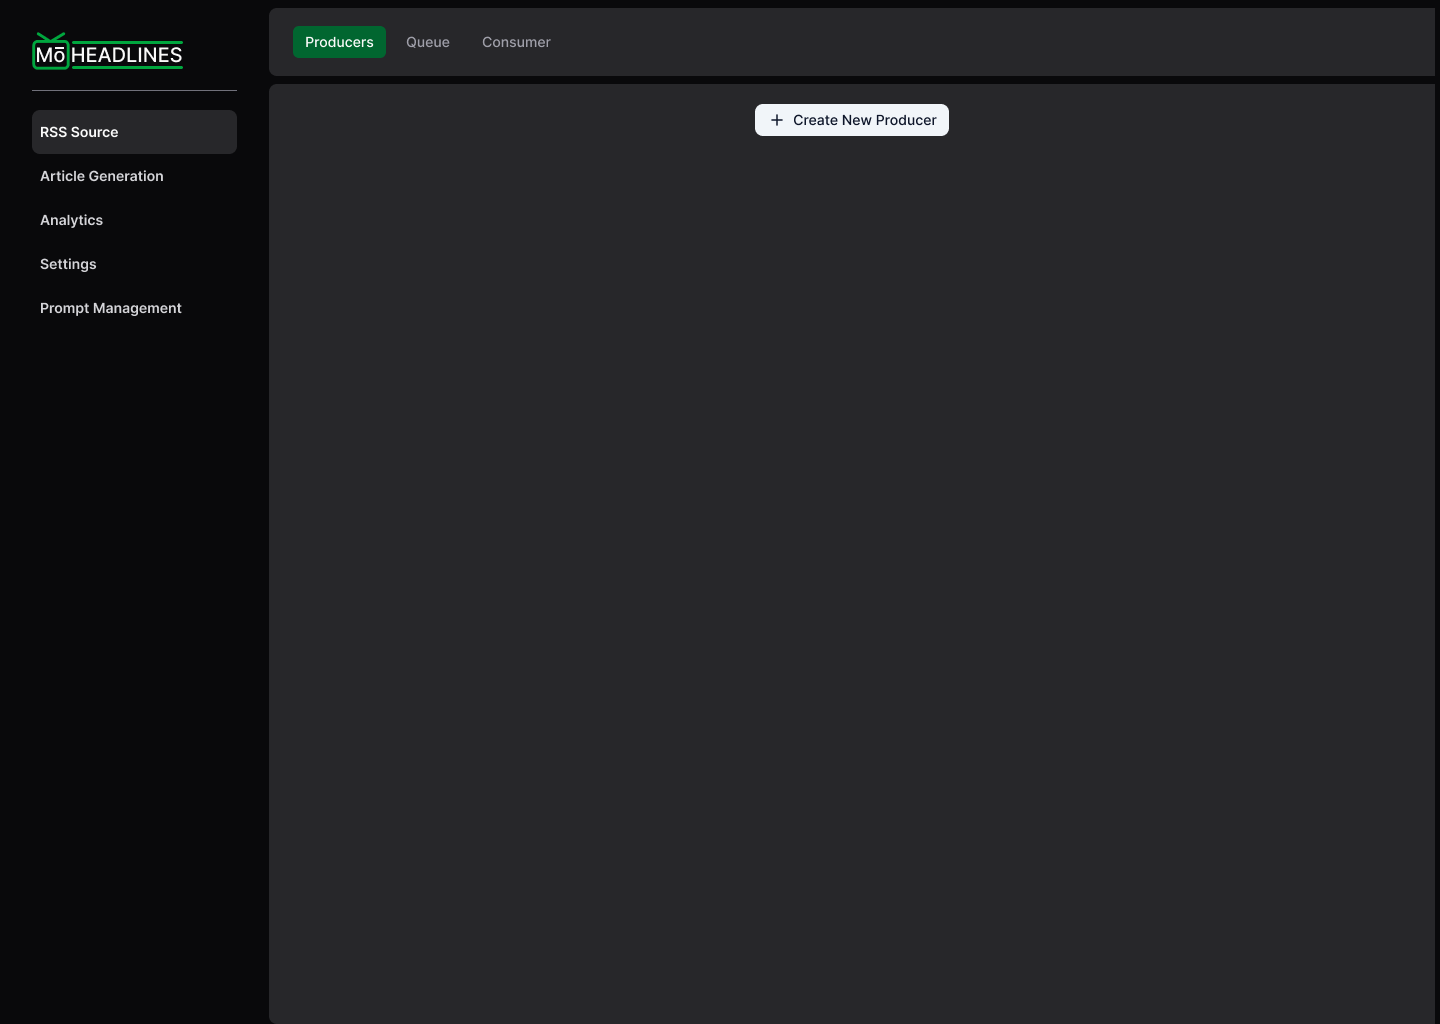 Mō HEADLINES
RSS Source
Article Generation
Analytics
Settings
Prompt Management
Producers Queue Consumer
Create New Producer